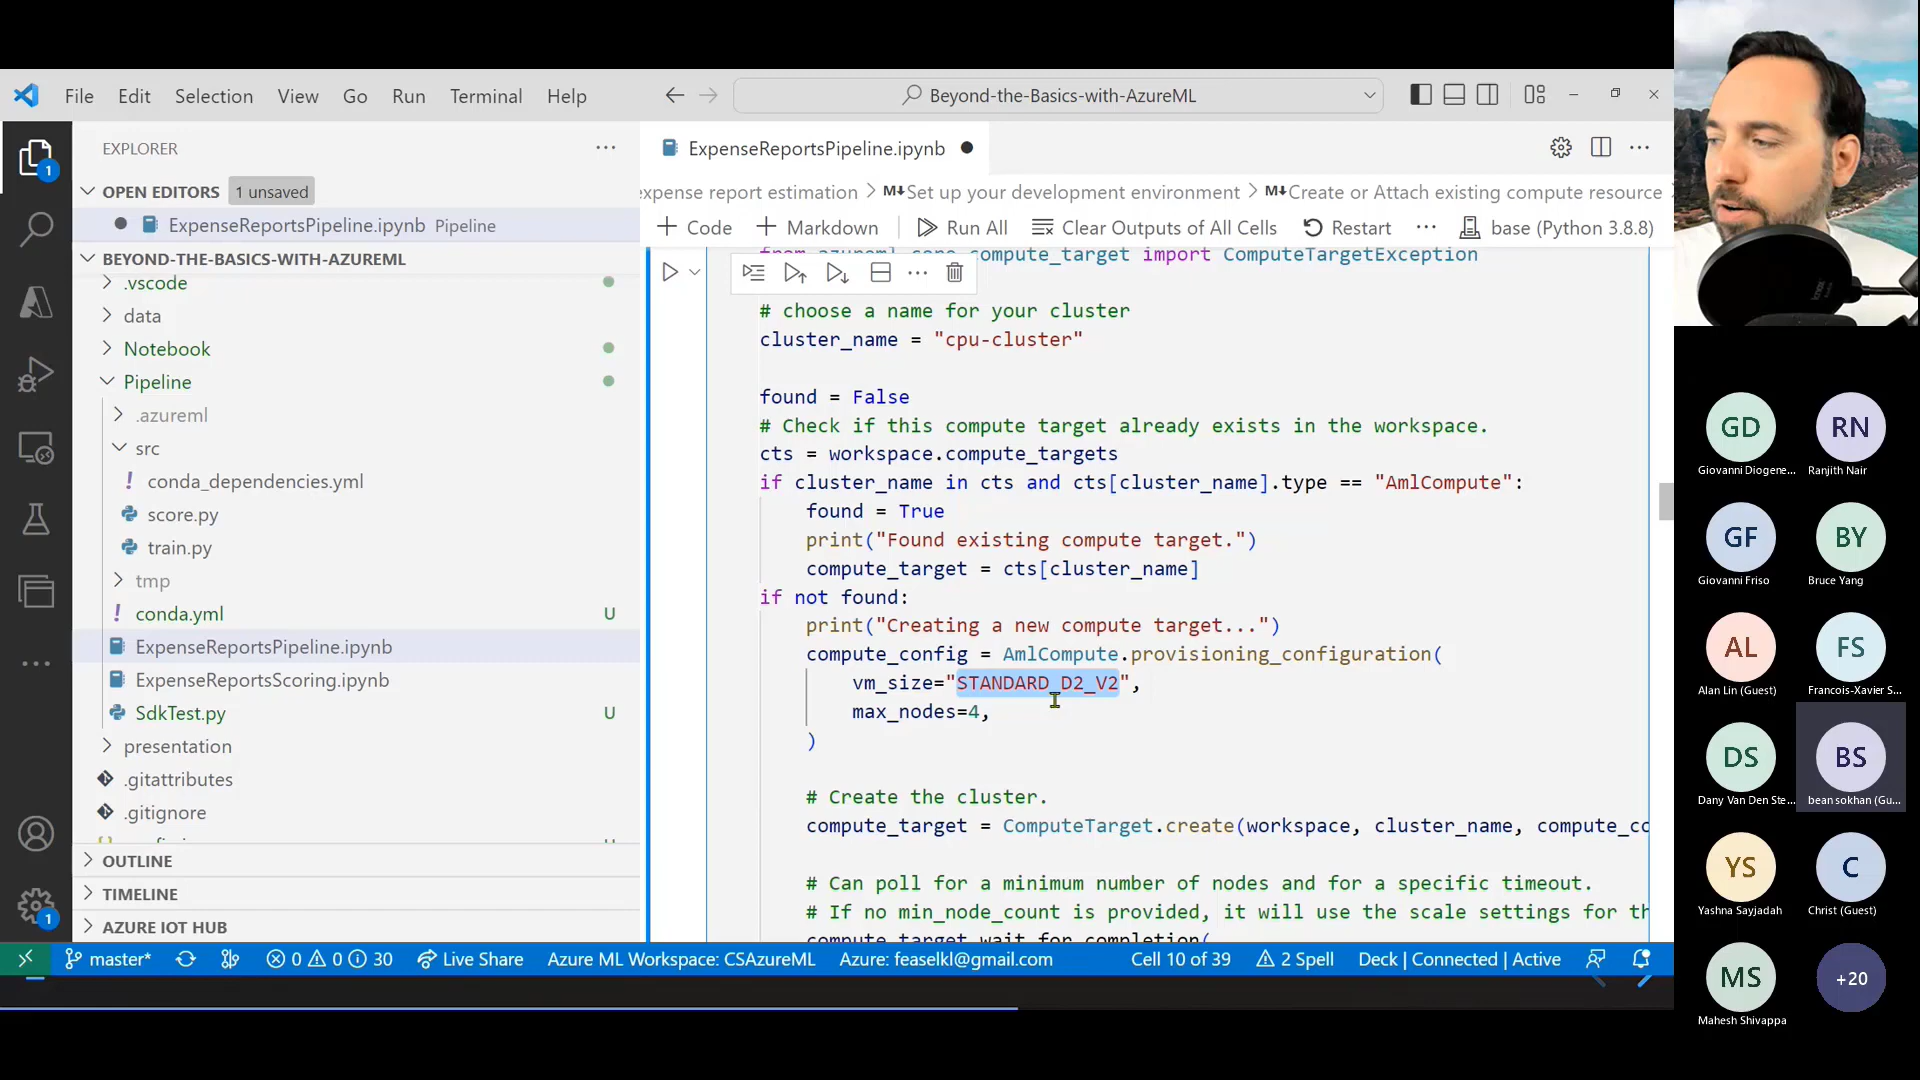 File Edit Selection View Go Run Terminal Help
Beyond-the-Basics-with-AzureML
EXPLORER
OPEN EDITORS 1 unsaved
ExpenseReportsPipeline.ipynb Pipeline
BEYOND-THE-BASICS-WITH-AZUREML
.vscode
data
Notebook
Pipeline
.azureml
src
conda_dependencies.yml
score.py
train.py
tmp
conda.yml U
ExpenseReportsPipeline.ipynb
ExpenseReportsScoring.ipynb
SdkTest.py U
presentation
.gitattributes
.gitignore
OUTLINE
TIMELINE
AZURE IOT HUB
1
1
ExpenseReportsPipeline.ipynb
expense report estimation > M↓Set up your development environment > M↓Create or Attach existing compute resource
Code Markdown Run All Clear Outputs of All Cells Restart base (Python 3.8.8)
compute_target import ComputeTargetException
# choose a name for your cluster
cluster_name = "cpu-cluster"
found = False
# Check if this compute target already exists in the workspace.
cts = workspace.compute_targets
if cluster_name in cts and cts[cluster_name].type == "AmlCompute":
found = True
print("Found existing compute target.")
compute_target = cts[cluster_name]
if not found:
print("Creating a new compute target...")
compute_config = AmlCompute.provisioning_configuration(
vm_size="STANDARD_D2_V2",
max_nodes=4,
)
# Create the cluster.
compute_target = ComputeTarget.create(workspace, cluster_name, compute_co
# Can poll for a minimum number of nodes and for a specific timeout.
# If no min_node_count is provided, it will use the scale settings for th
compute_target.wait_for_completion(
master* 0 0 30 Live Share Azure ML Workspace: CSAzureML Azure: feaselkl@gmail.com Cell 10 of 39 2 Spell Deck | Connected | Active
GD RN
Giovanni Diogene... Ranjith Nair
GF BY
Giovanni Friso Bruce Yang
AL FS
Alan Lin (Guest) Francois-Xavier S...
DS BS
Dany Van Den Ste... bean sokhan (Gu...
YS C
Yashna Sayjadah Christ (Guest)
MS +20
Mahesh Shivappa